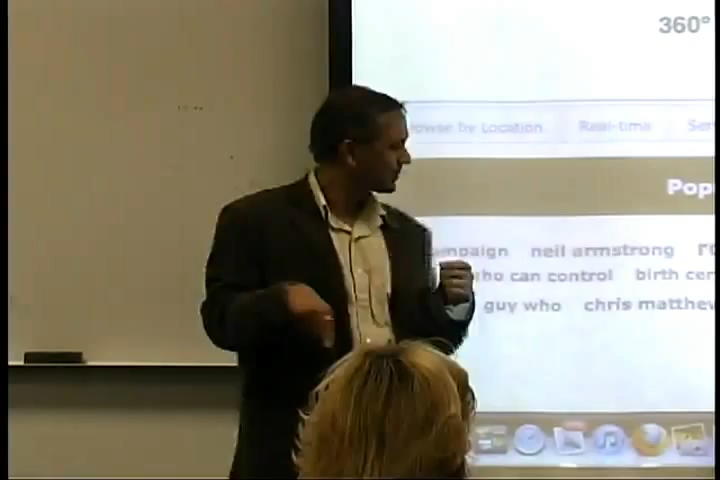 360°
Browse by Location Real-time
Pop
neil armstrong
who can control birth cer
guy who chris matthew